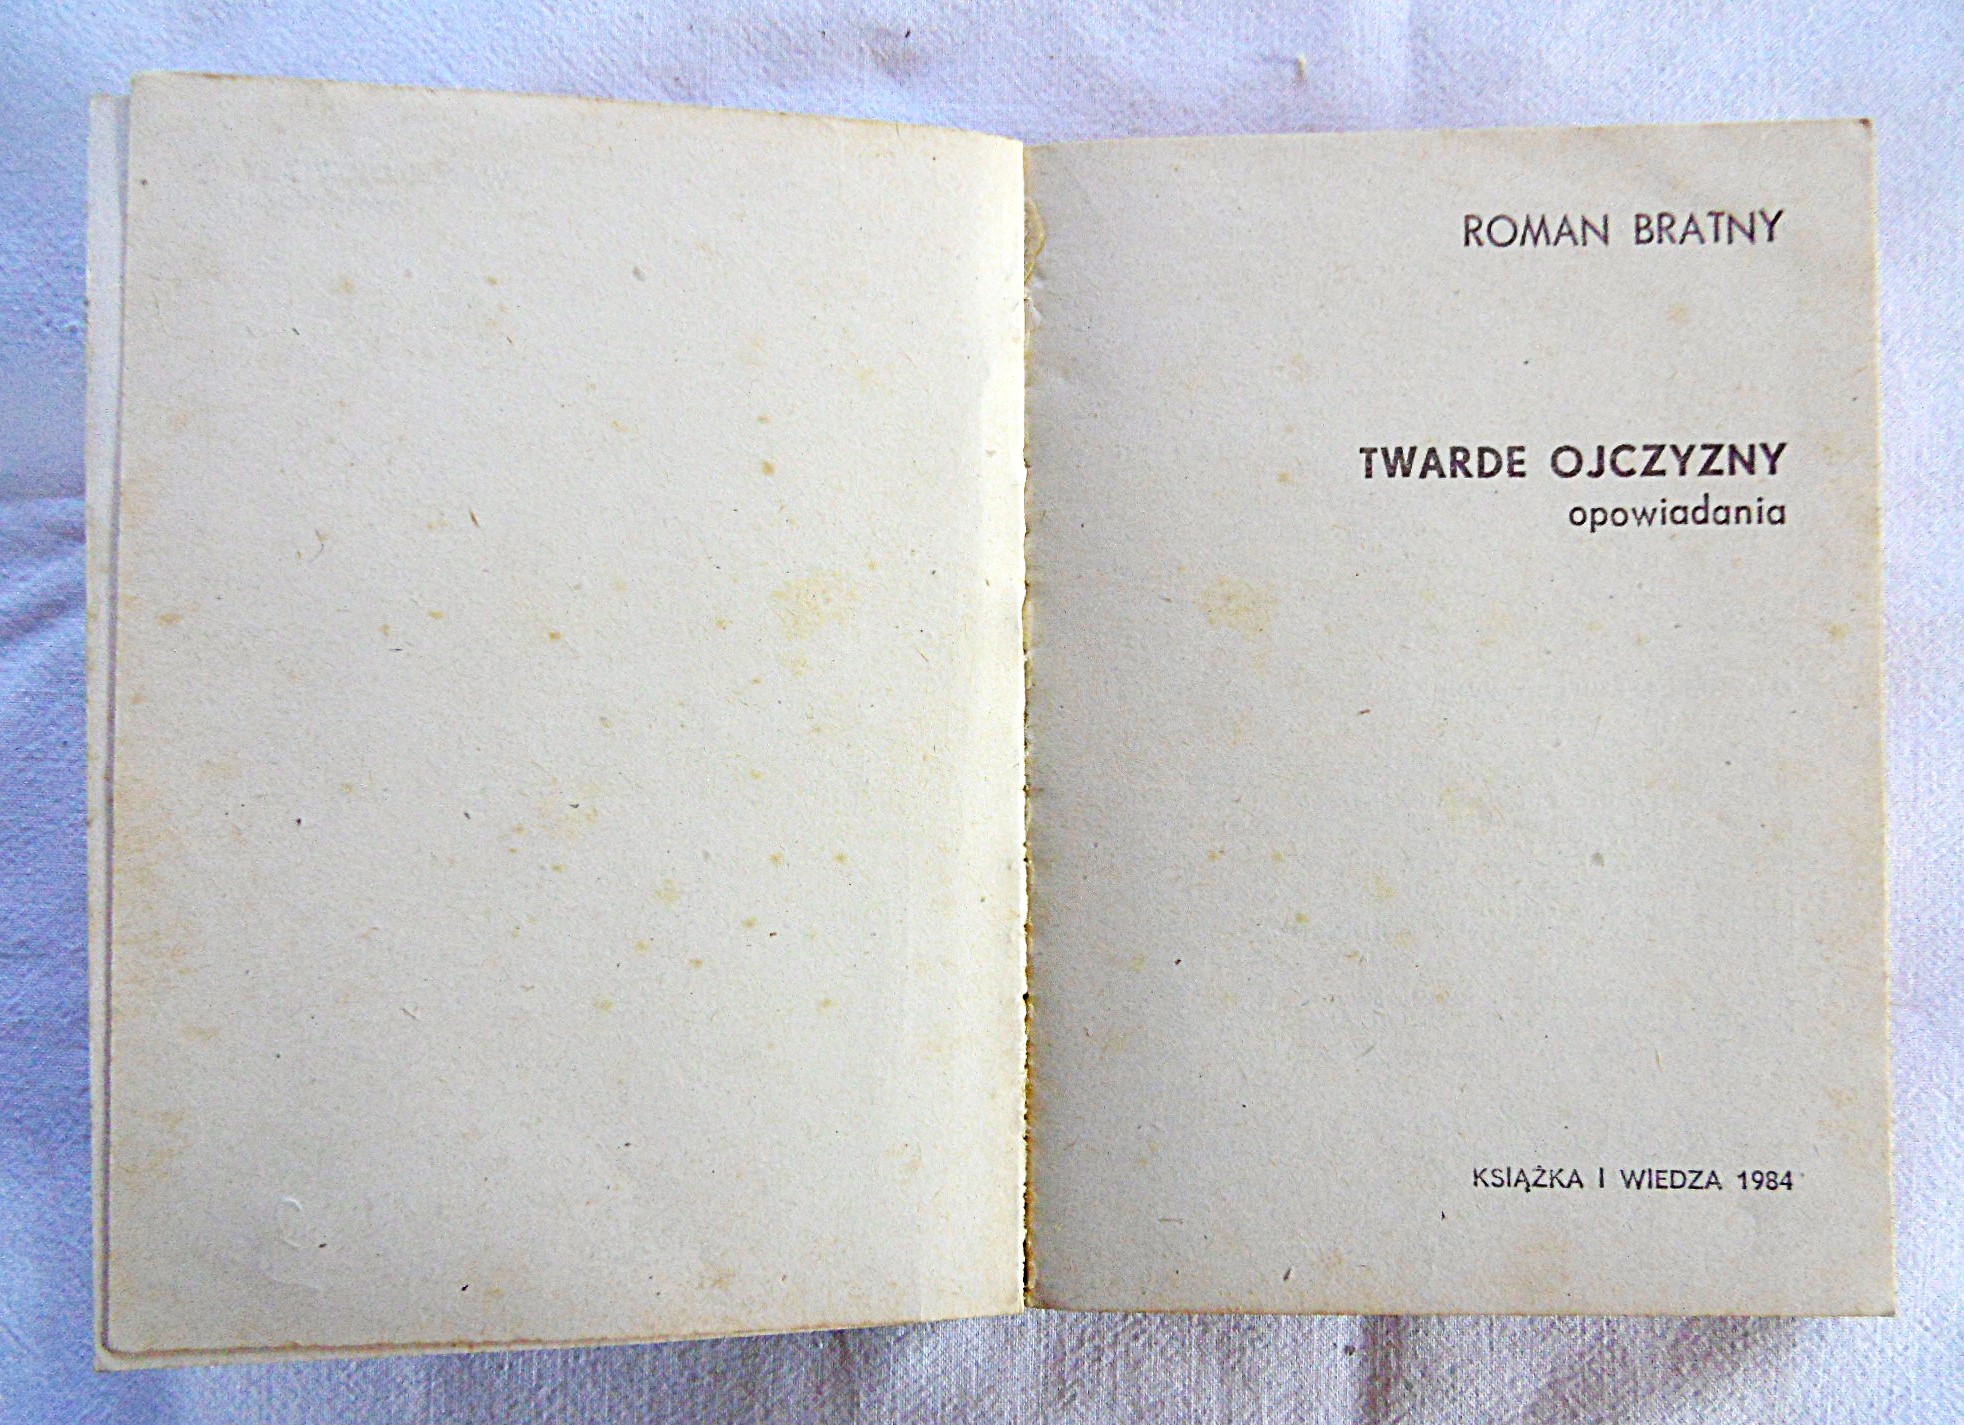 ROMAN BRATNY
TWARDE OJCZYZNY
opowiadania
KSIĄŻKA I WIEDZA 1984